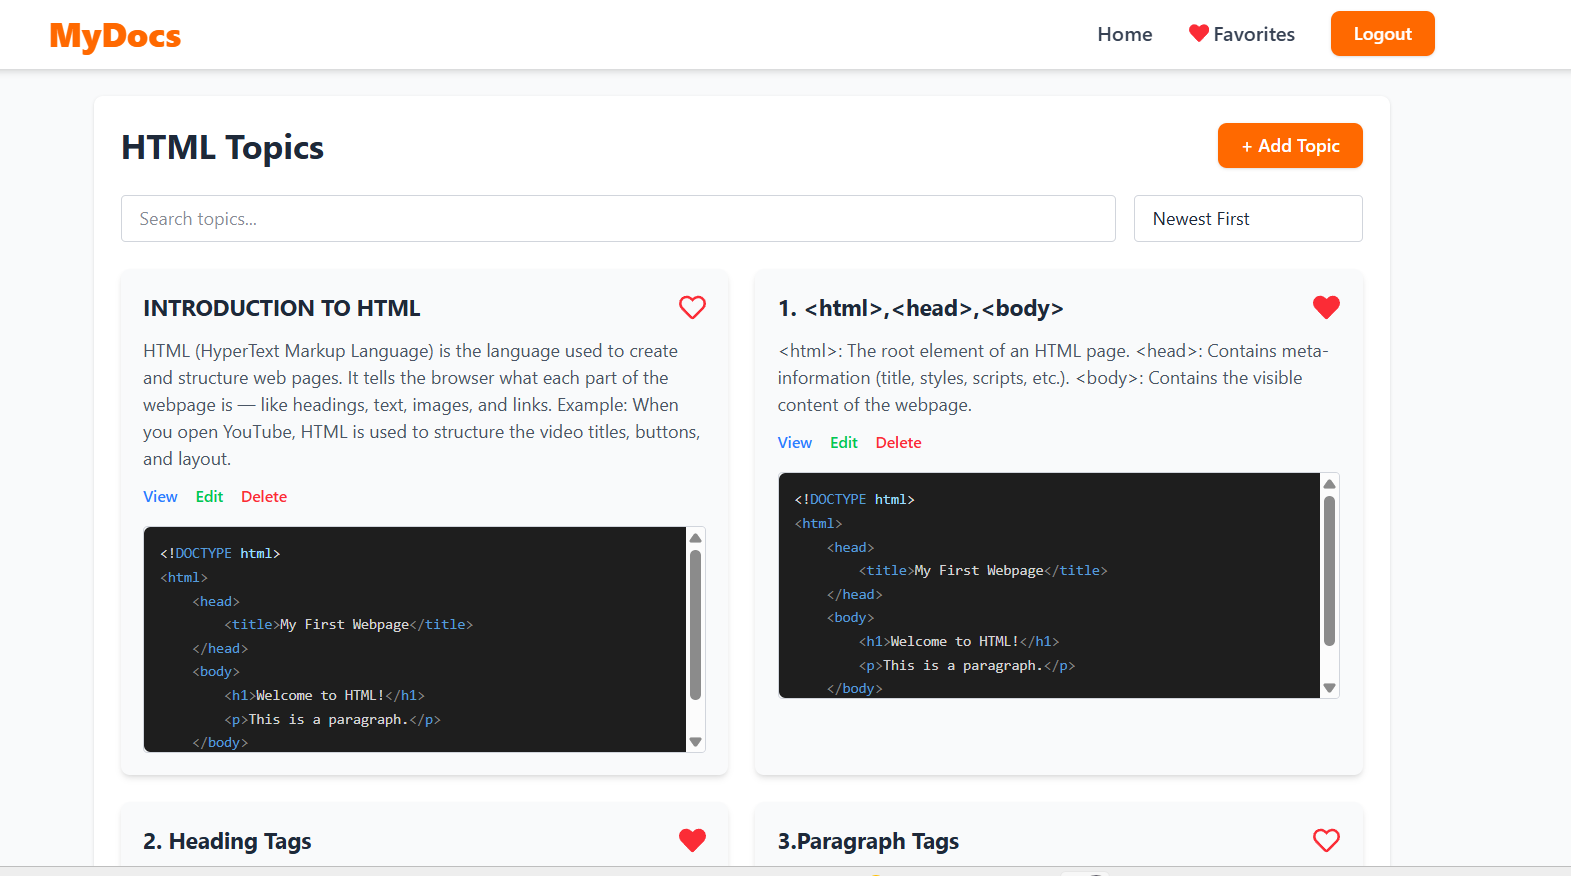 MyDocs
Home
Favorites
Logout
HTML Topics
+ Add Topic
Search topics...
Newest First
INTRODUCTION TO HTML
HTML (HyperText Markup Language) is the language used to create
and structure web pages. It tells the browser what each part of the
webpage is — like headings, text, images, and links. Example: When
you open YouTube, HTML is used to structure the video titles, buttons,
and layout.
View Edit Delete
<!DOCTYPE html>
<html>
    <head>
        <title>My First Webpage</title>
    </head>
    <body>
        <h1>Welcome to HTML!</h1>
        <p>This is a paragraph.</p>
    </body>
1. <html>,<head>,<body>
<html>: The root element of an HTML page. <head>: Contains meta-
information (title, styles, scripts, etc.). <body>: Contains the visible
content of the webpage.
View Edit Delete
<!DOCTYPE html>
<html>
    <head>
        <title>My First Webpage</title>
    </head>
    <body>
        <h1>Welcome to HTML!</h1>
        <p>This is a paragraph.</p>
    </body>
2. Heading Tags
3.Paragraph Tags